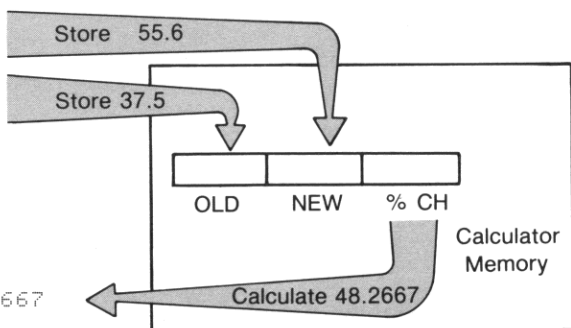 Store 55.6
Store 37.5
OLD NEW % CH
Calculator
Memory
667 Calculate 48.2667